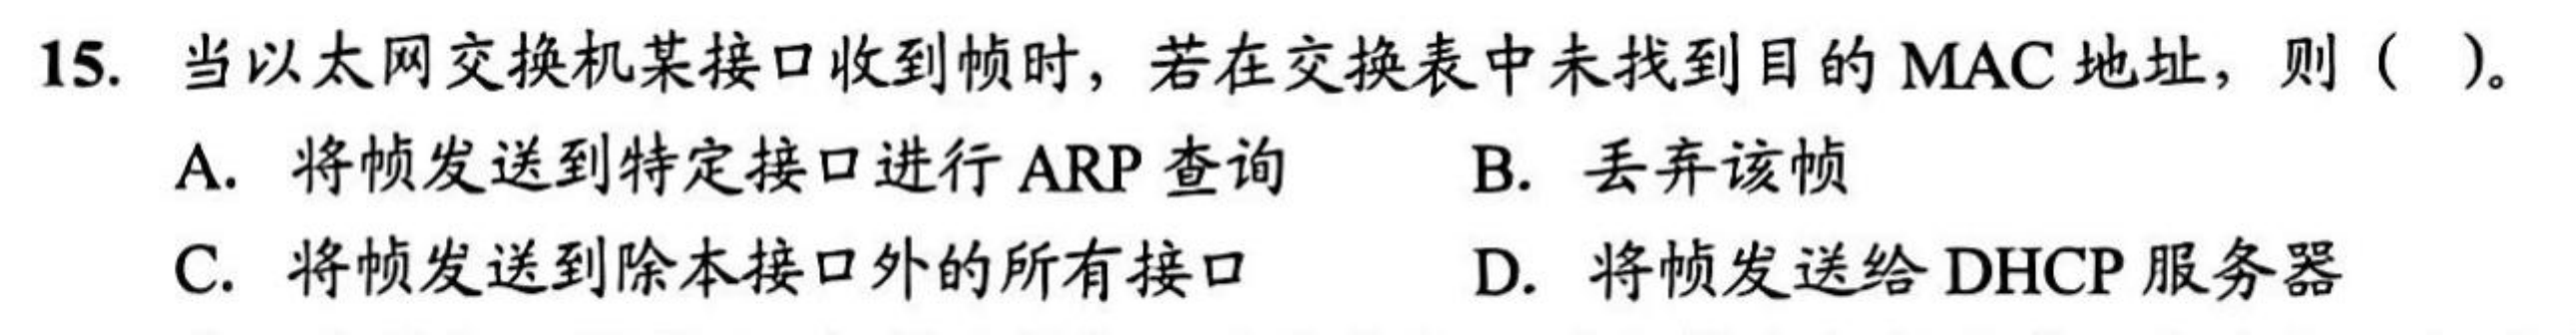 15. 当以太网交换机某接口收到帧时，若在交换表中未找到目的 MAC 地址，则（ ）。
A. 将帧发送到特定接口进行 ARP 查询 B. 丢弃该帧
C. 将帧发送到除本接口外的所有接口 D. 将帧发送给 DHCP 服务器